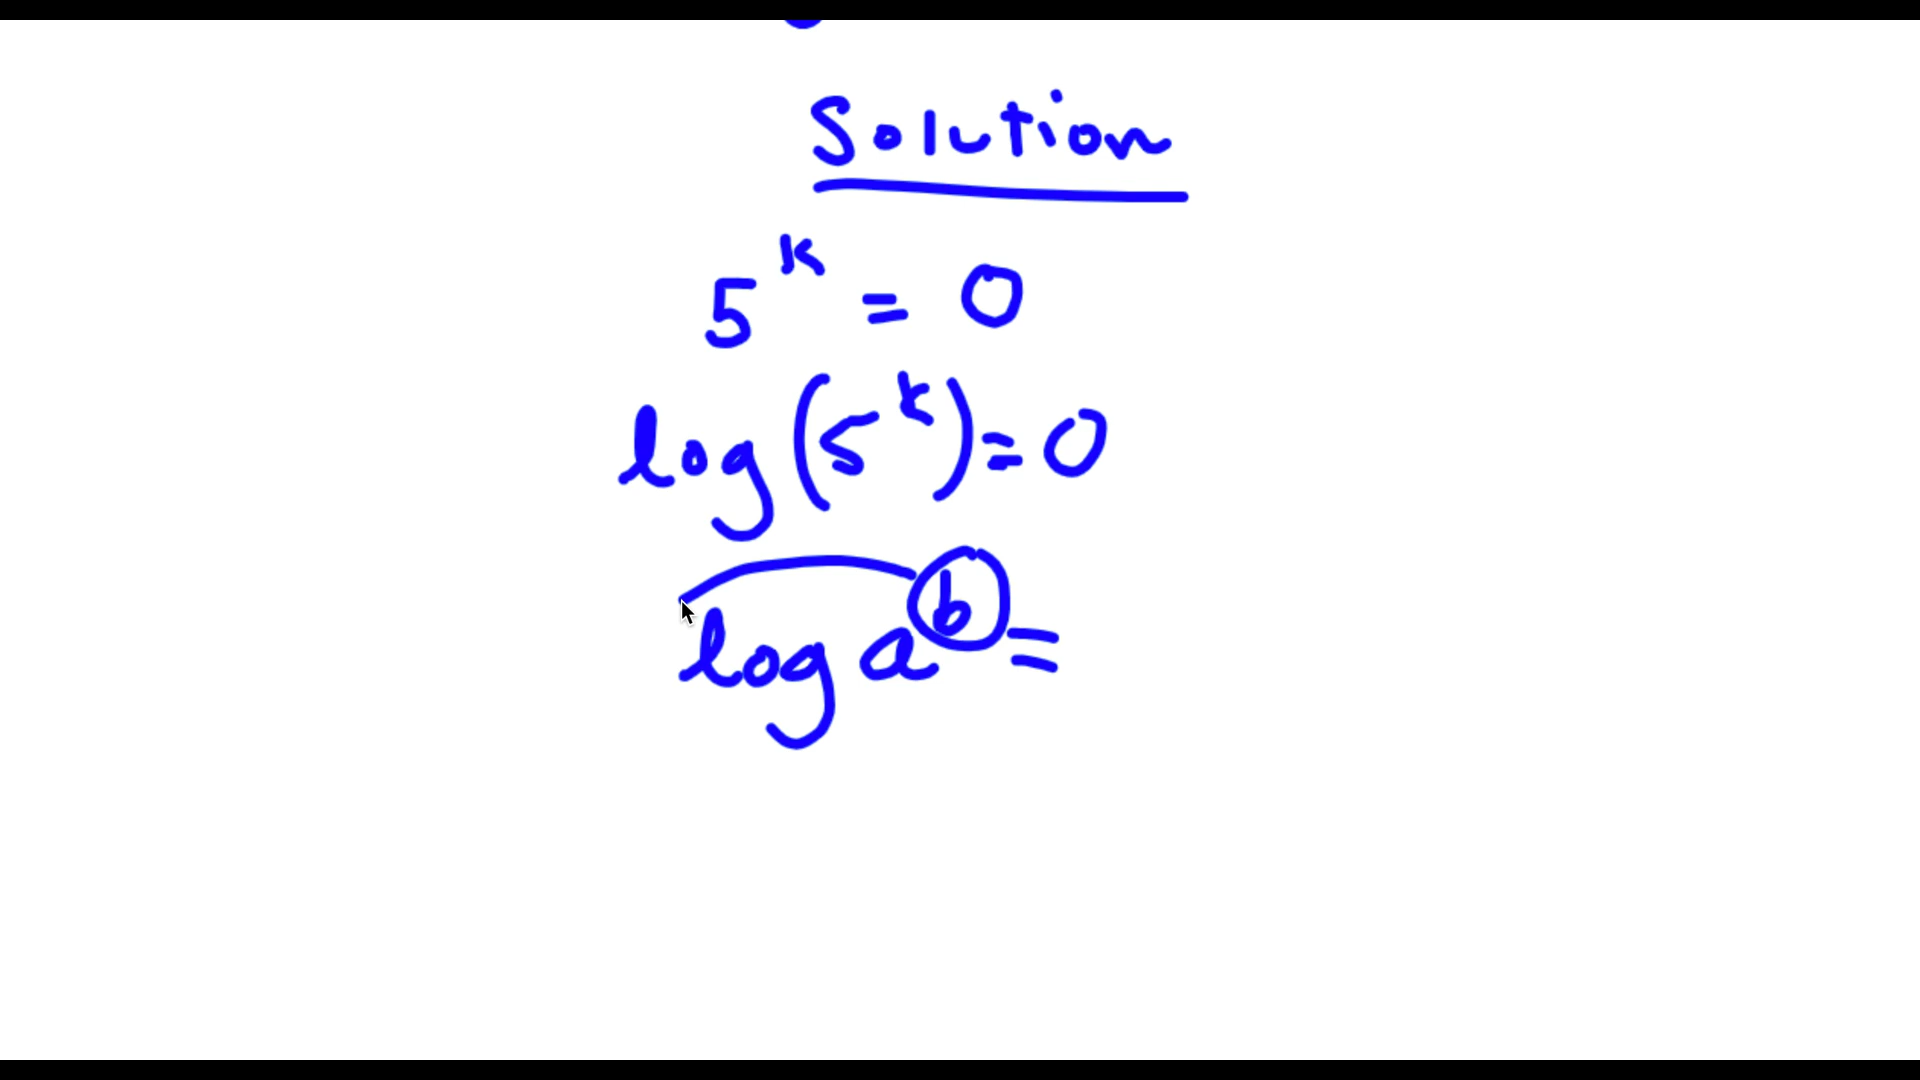 Solution
5^k = 0
log(5^k) = 0
log a^b =